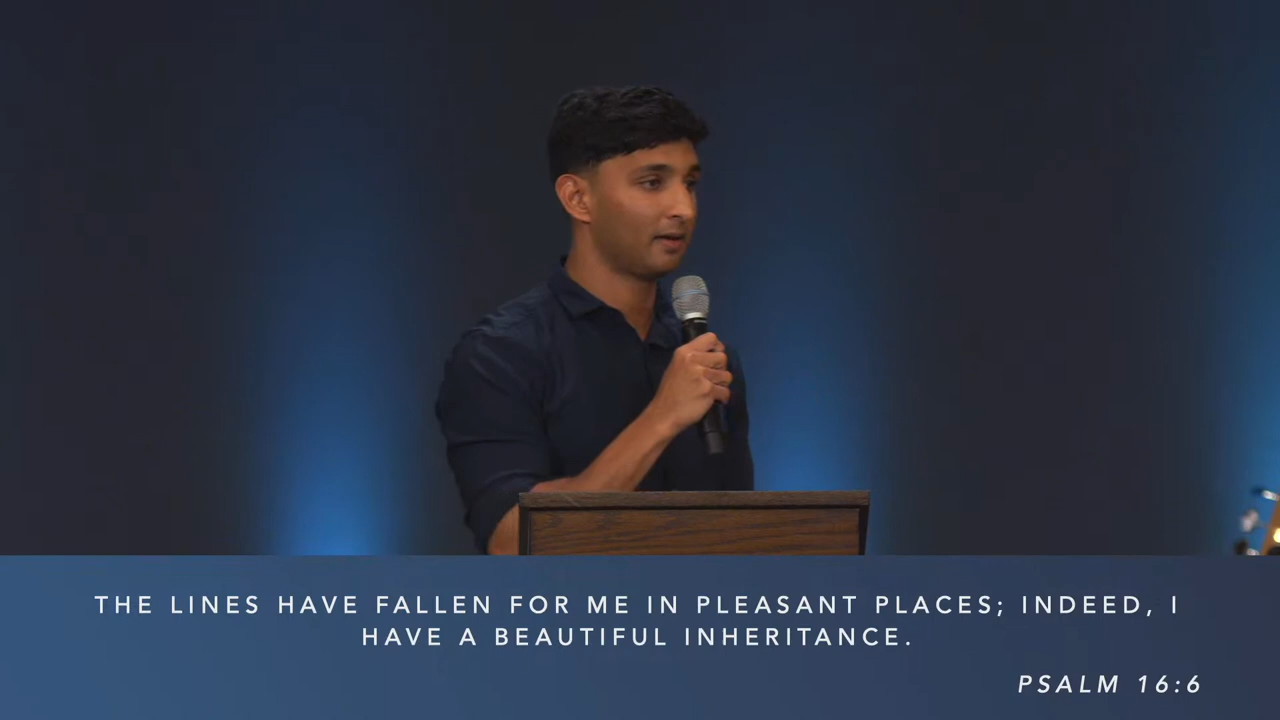 THE LINES HAVE FALLEN FOR ME IN PLEASANT PLACES; INDEED, I
HAVE A BEAUTIFUL INHERITANCE.
PSALM 16:6